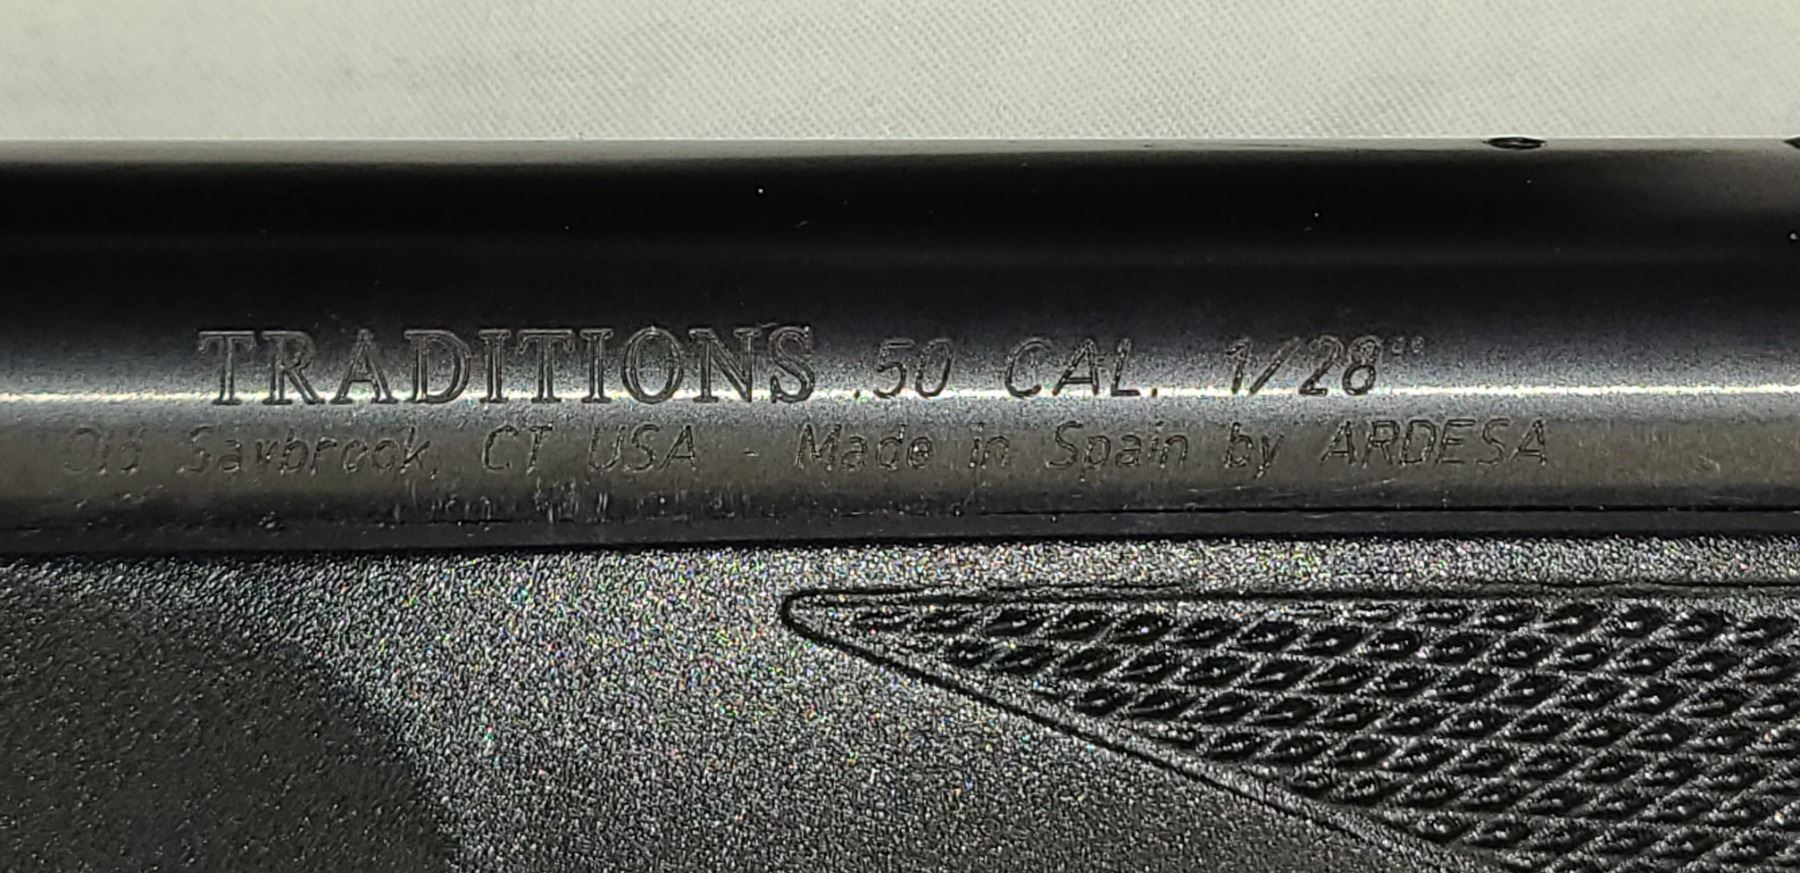 TRADITIONS .50 CAL. 1/28"
Old Saybrook, CT USA - Made in Spain by ARDESA